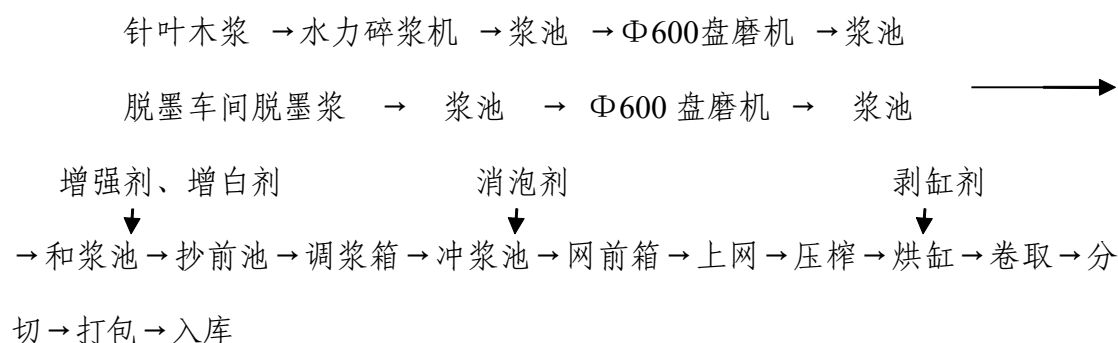 针叶木浆 →水力碎浆机 →浆池 →Φ600盘磨机 →浆池
脱墨车间脱墨浆 → 浆池 → Φ600 盘磨机 → 浆池
增强剂、增白剂 消泡剂 剥缸剂
→和浆池→抄前池→调浆箱→冲浆池→网前箱→上网→压榨→烘缸→卷取→分
切→打包→入库